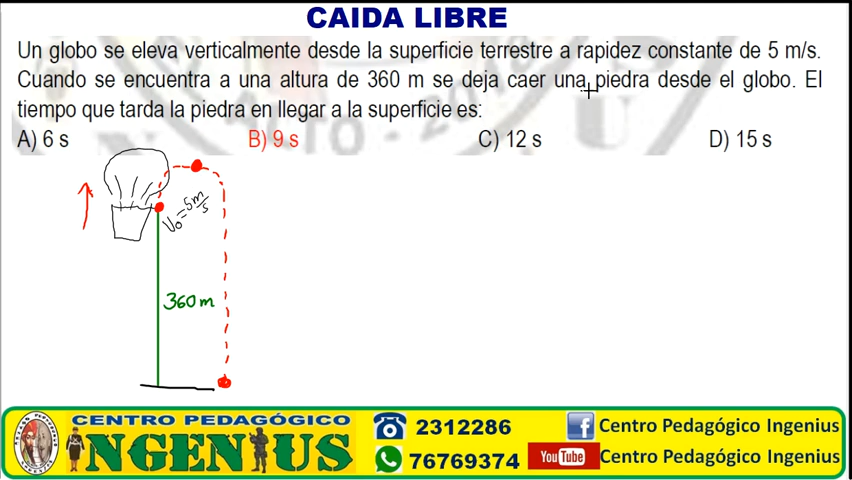 CAIDA LIBRE
Un globo se eleva verticalmente desde la superficie terrestre a rapidez constante de 5 m/s.
Cuando se encuentra a una altura de 360 m se deja caer una piedra desde el globo. El
tiempo que tarda la piedra en llegar a la superficie es:
A) 6 s B) 9 s C) 12 s D) 15 s
V₀=5m/s
360 m
CENTRO PEDAGÓGICO
INGENIUS
2312286
76769374
Centro Pedagógico Ingenius
YouTube Centro Pedagógico Ingenius